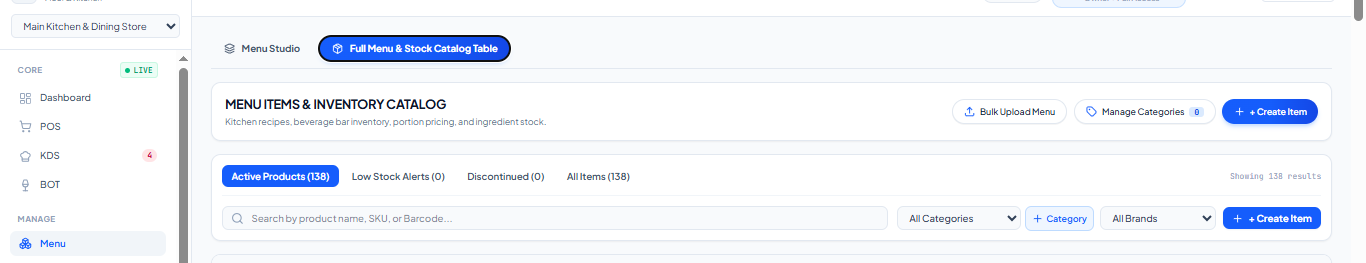 Main Kitchen & Dining Store
CORE
LIVE
Dashboard
POS
KDS
4
BOT
MANAGE
Menu
Menu Studio
Full Menu & Stock Catalog Table
MENU ITEMS & INVENTORY CATALOG
Kitchen recipes, beverage bar inventory, portion pricing, and ingredient stock.
Bulk Upload Menu
Manage Categories 0
+ + Create Item
Active Products (138)
Low Stock Alerts (0)
Discontinued (0)
All Items (138)
Showing 138 results
Search by product name, SKU, or Barcode...
All Categories
+ Category
All Brands
+ + Create Item